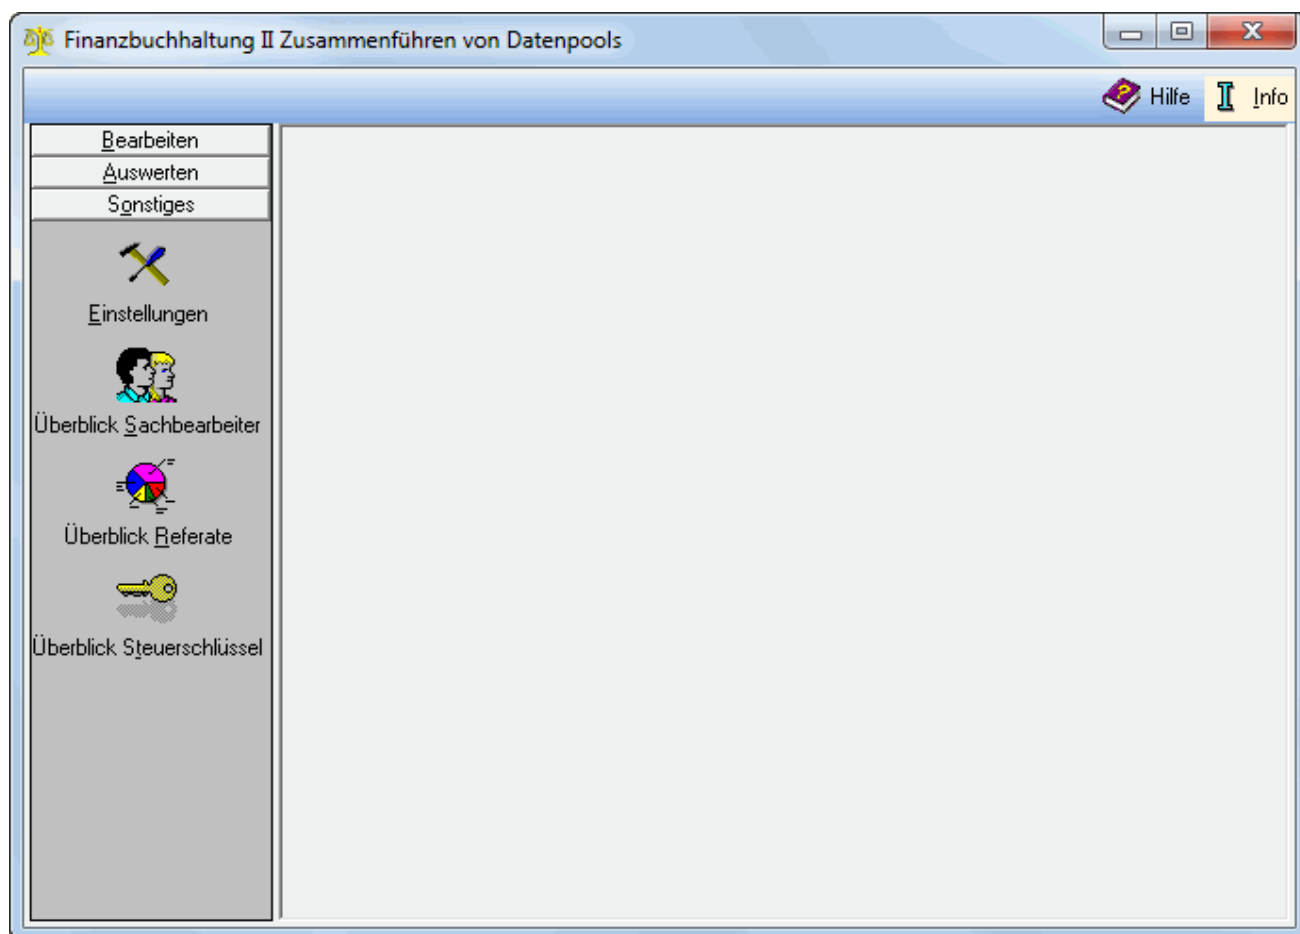 Finanzbuchhaltung II Zusammenführen von Datenpools
Hilfe Info
Bearbeiten
Auswerten
Sonstiges
Einstellungen
Überblick Sachbearbeiter
Überblick Referate
Überblick Steuerschlüssel